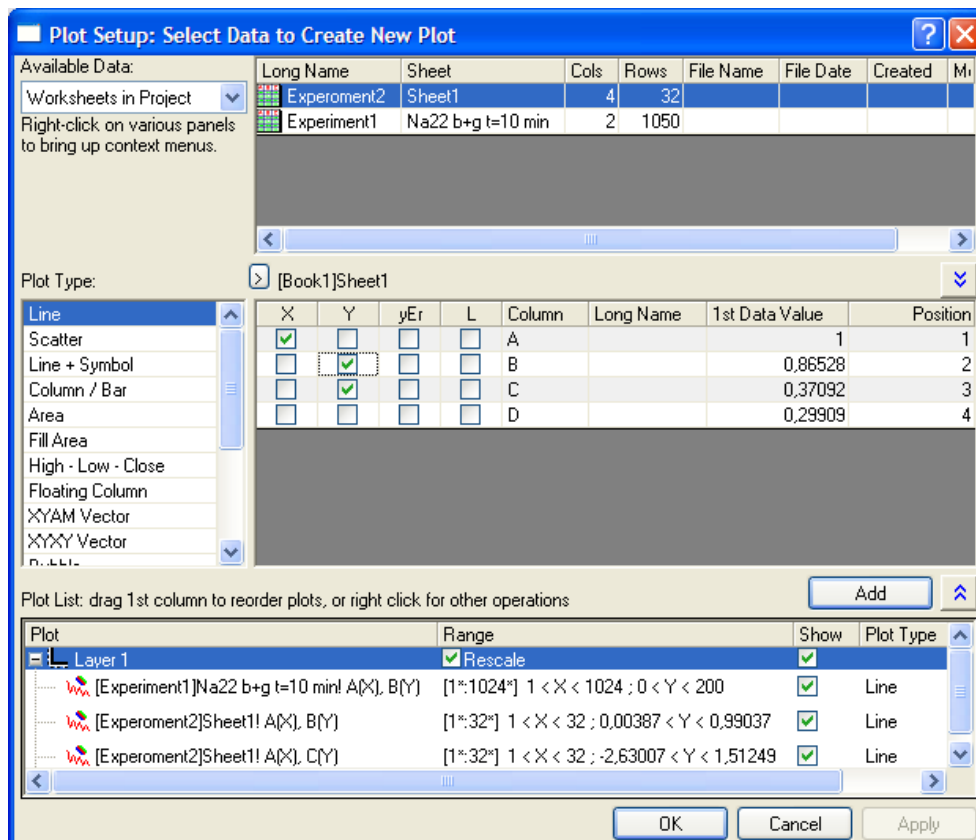 Plot Setup: Select Data to Create New Plot
Available Data:
Worksheets in Project
Right-click on various panels
to bring up context menus.
Long Name Sheet Cols Rows File Name File Date Created
Experoment2 Sheet1 4 32
Experiment1 Na22 b+g t=10 min 2 1050
Plot Type:
> [Book1]Sheet1
Line
Scatter
Line + Symbol
Column / Bar
Area
Fill Area
High - Low - Close
Floating Column
XYAM Vector
XYXY Vector
X Y yEr L Column Long Name 1st Data Value Position
A 1 1
B 0,86528 2
C 0,37092 3
D 0,29909 4
Plot List: drag 1st column to reorder plots, or right click for other operations
Add
Plot Range Show Plot Type
Layer 1 Rescale
[Experiment1]Na22 b+g t=10 min! A(X), B(Y) [1*:1024*] 1 < X < 1024 ; 0 < Y < 200 Line
[Experoment2]Sheet1! A(X), B(Y) [1*:32*] 1 < X < 32 ; 0,00387 < Y < 0,99037 Line
[Experoment2]Sheet1! A(X), C(Y) [1*:32*] 1 < X < 32 ; -2,63007 < Y < 1,51249 Line
OK Cancel Apply